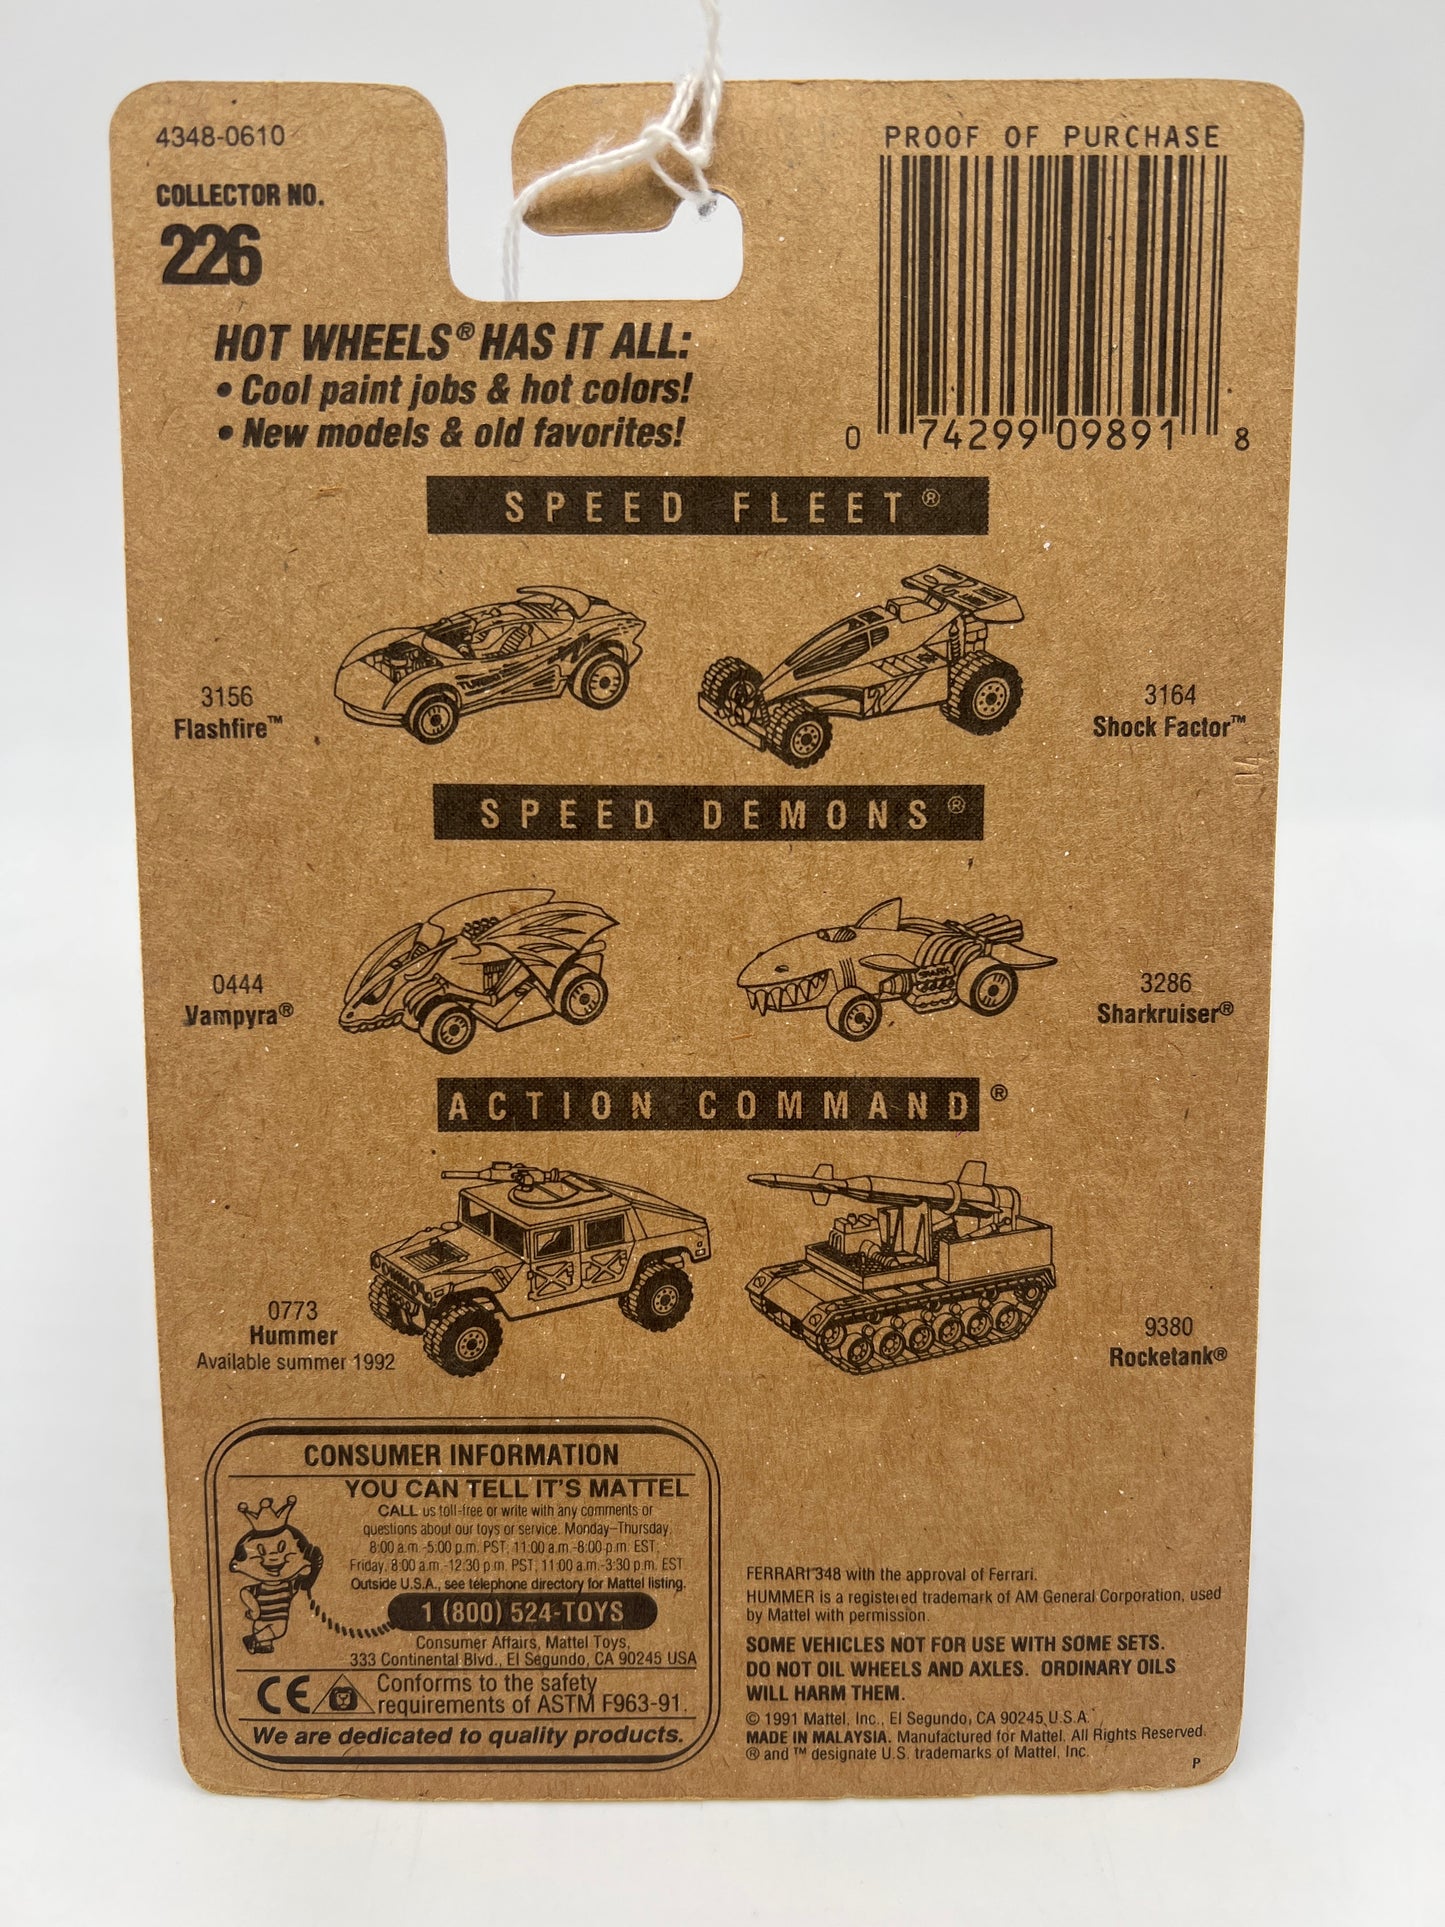 4348-0610
COLLECTOR NO.
226
PROOF OF PURCHASE
0 74299 09891 8
HOT WHEELS® HAS IT ALL:
• Cool paint jobs & hot colors!
• New models & old favorites!
SPEED FLEET®
3156
Flashfire™
TURBO
3164
Shock Factor™
SPEED DEMONS®
0444
Vampyra®
3286
Sharkruiser®
ACTION COMMAND®
0773
Hummer
Available summer 1992
9380
Rocketank®
CONSUMER INFORMATION
YOU CAN TELL IT'S MATTEL
CALL us toll-free or write with any comments or
questions about our toys or service. Monday–Thursday,
8:00 a.m.-5:00 p.m. PST; 11:00 a.m.-8:00 p.m. EST;
Friday, 8:00 a.m.-12:30 p.m. PST; 11:00 a.m.-3:30 p.m. EST.
Outside U.S.A., see telephone directory for Mattel listing.
1 (800) 524-TOYS
Consumer Affairs, Mattel Toys,
333 Continental Blvd., El Segundo, CA 90245 USA
CE Conforms to the safety
requirements of ASTM F963-91.
We are dedicated to quality products.
FERRARI 348 with the approval of Ferrari.
HUMMER is a registered trademark of AM General Corporation, used
by Mattel with permission.
SOME VEHICLES NOT FOR USE WITH SOME SETS.
DO NOT OIL WHEELS AND AXLES. ORDINARY OILS
WILL HARM THEM.
© 1991 Mattel, Inc., El Segundo, CA 90245 U.S.A.
MADE IN MALAYSIA. Manufactured for Mattel. All Rights Reserved.
® and ™ designate U.S. trademarks of Mattel, Inc.
P